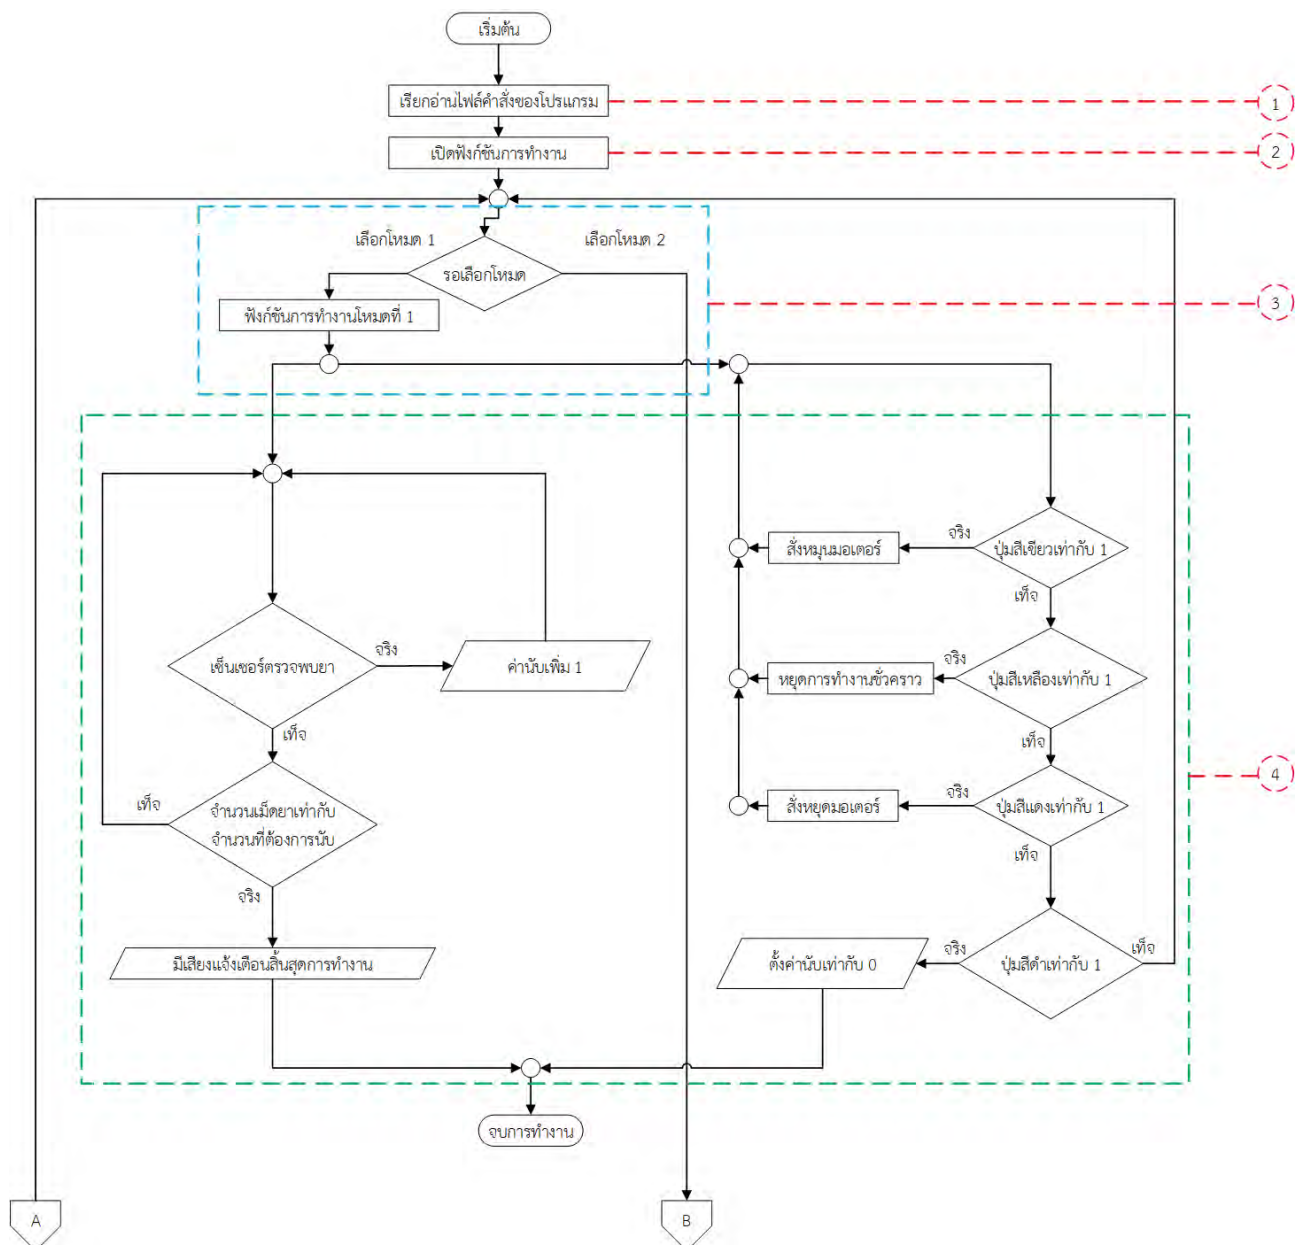 เริ่มต้น
เรียกอ่านไฟล์คำสั่งของโปรแกรม
1
เปิดฟังก์ชันการทำงาน
2
เลือกโหมด 1
เลือกโหมด 2
รอเลือกโหมด
ฟังก์ชันการทำงานโหมดที่ 1
3
สั่งหมุนมอเตอร์
จริง
ปุ่มสีเขียวเท่ากับ 1
เท็จ
เซ็นเซอร์ตรวจพบยา
จริง
ค่านับเพิ่ม 1
หยุดการทำงานชั่วคราว
จริง
ปุ่มสีเหลืองเท่ากับ 1
เท็จ
เท็จ
เท็จ
จำนวนเม็ดยาเท่ากับ
จำนวนที่ต้องการนับ
สั่งหยุดมอเตอร์
จริง
ปุ่มสีแดงเท่ากับ 1
4
เท็จ
จริง
มีเสียงแจ้งเตือนสิ้นสุดการทำงาน
ตั้งค่านับเท่ากับ 0
จริง
ปุ่มสีดำเท่ากับ 1
เท็จ
จบการทำงาน
A
B